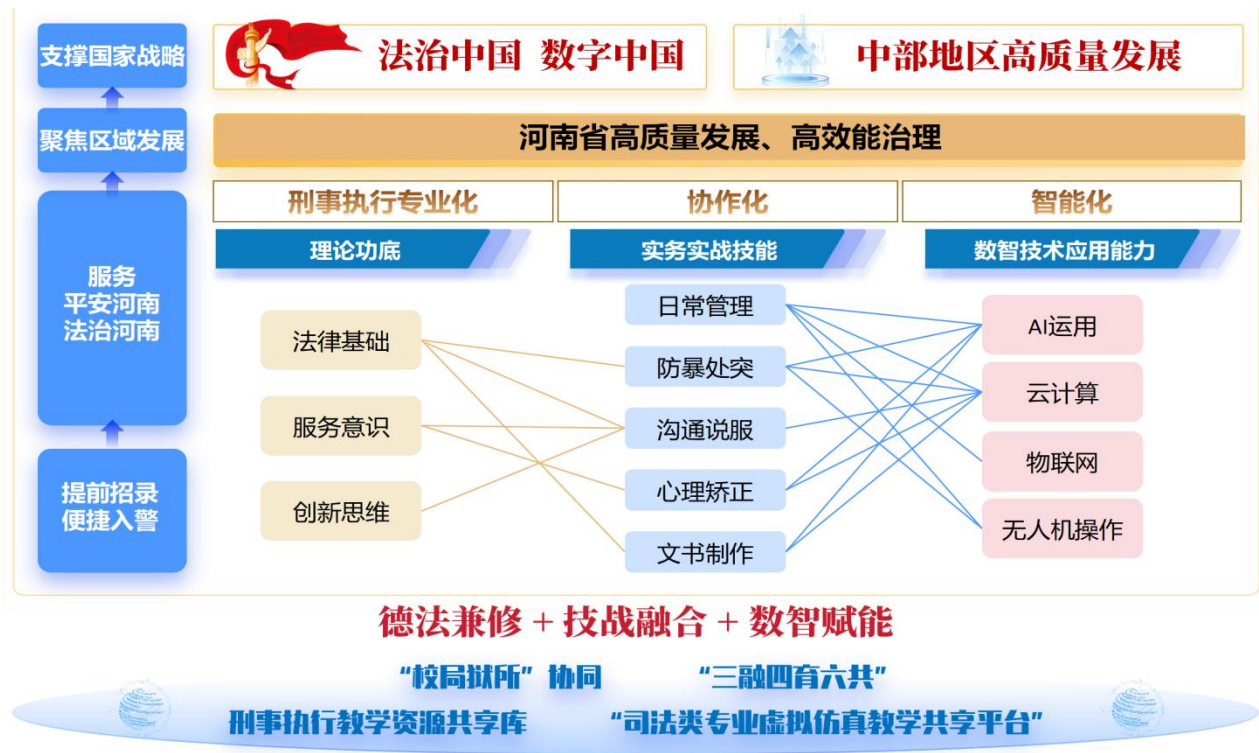 支撑国家战略
法治中国 数字中国
中部地区高质量发展
聚焦区域发展
河南省高质量发展、高效能治理
刑事执行专业化
协作化
智能化
理论功底
实务实战技能
数智技术应用能力
服务
平安河南
法治河南
提前招录
便捷入警
法律基础
服务意识
创新思维
日常管理
防暴处突
沟通说服
心理矫正
文书制作
AI运用
云计算
物联网
无人机操作
德法兼修 + 技战融合 + 数智赋能
“校局狱所”协同 “三融四育六共”
刑事执行教学资源共享库 “司法类专业虚拟仿真教学共享平台”